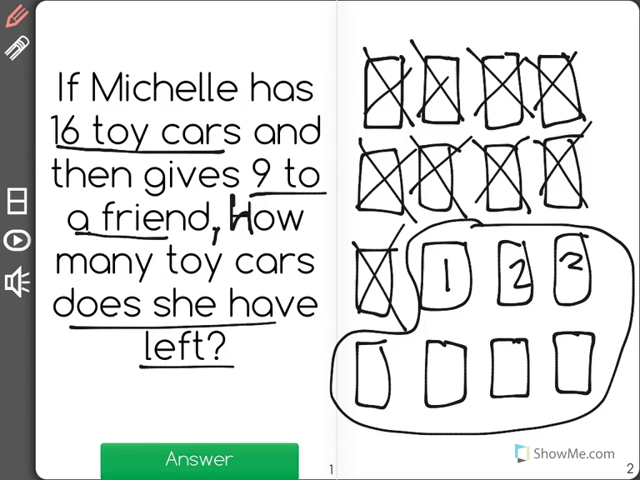 If Michelle has
16 toy cars and
then gives 9 to
a friend, How
many toy cars
does she have
left?
Answer
1
1 2 3
ShowMe.com
2